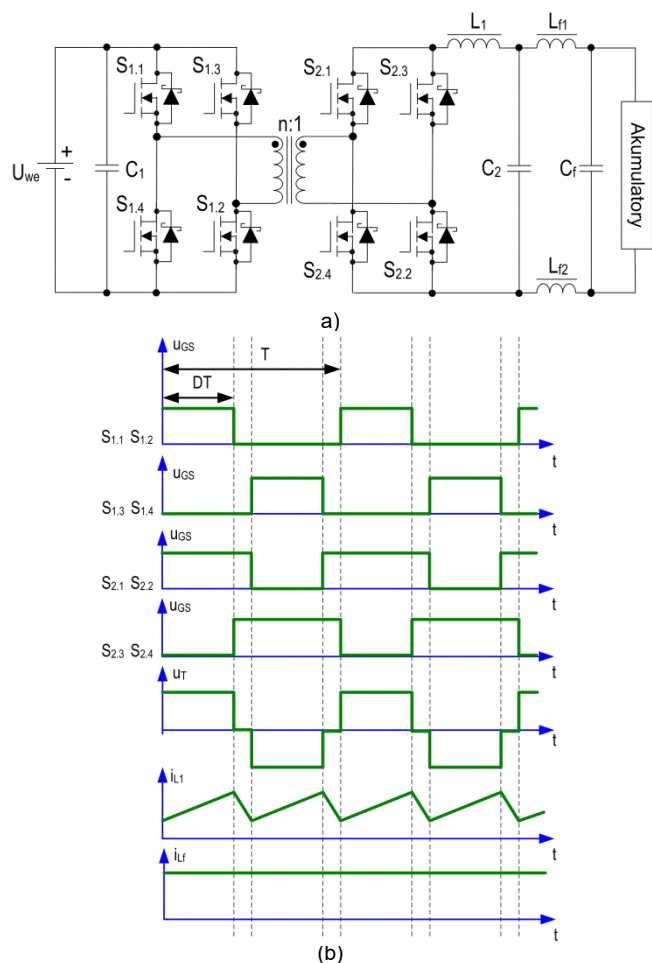 L1 Lf1
S1.1 S1.3 S2.1 S2.3
n:1
+
Uwe
-
C1 C2 Cf
Akumulatory
S1.4 S1.2
S2.4 S2.2
Lf2
a)
uGS
T
DT
S1.1 S1.2
t
uGS
S1.3 S1.4
t
uGS
S2.1 S2.2
t
uGS
S2.3 S2.4
t
uT
t
iL1
t
iLf
t
(b)